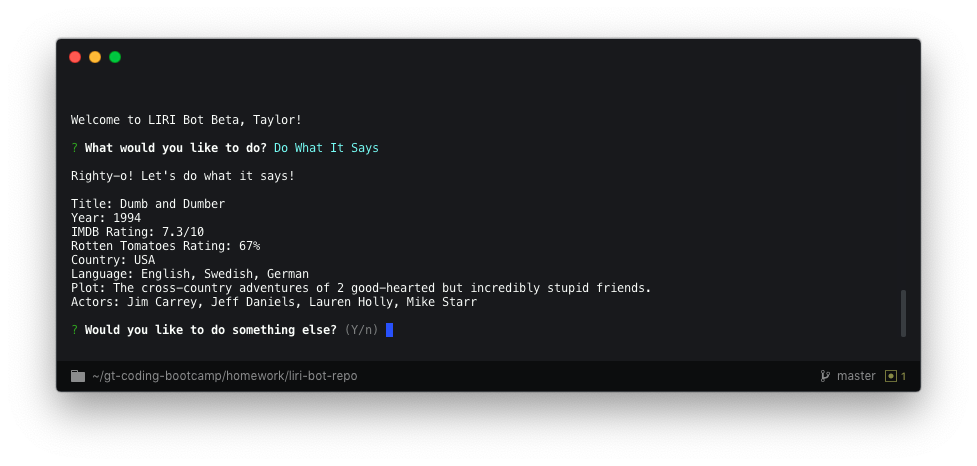 Welcome to LIRI Bot Beta, Taylor!
? What would you like to do? Do What It Says
Righty-o! Let's do what it says!
Title: Dumb and Dumber
Year: 1994
IMDB Rating: 7.3/10
Rotten Tomatoes Rating: 67%
Country: USA
Language: English, Swedish, German
Plot: The cross-country adventures of 2 good-hearted but incredibly stupid friends.
Actors: Jim Carrey, Jeff Daniels, Lauren Holly, Mike Starr
? Would you like to do something else? (Y/n)
~/gt-coding-bootcamp/homework/liri-bot-repo master 1